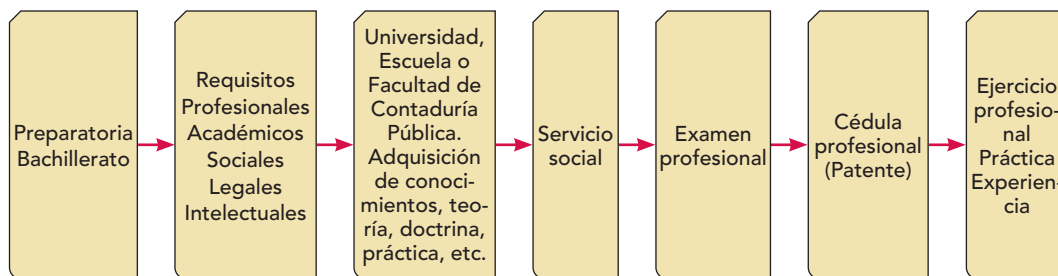 Preparatoria
Bachillerato
Requisitos
Profesionales
Académicos
Sociales
Legales
Intelectuales
Universidad,
Escuela o
Facultad de
Contaduría
Pública.
Adquisición
de conoci-
mientos, teo-
ría, doctrina,
práctica, etc.
Servicio
social
Examen
profesional
Cédula
profesional
(Patente)
Ejercicio
profesio-
nal
Práctica
Experien-
cia